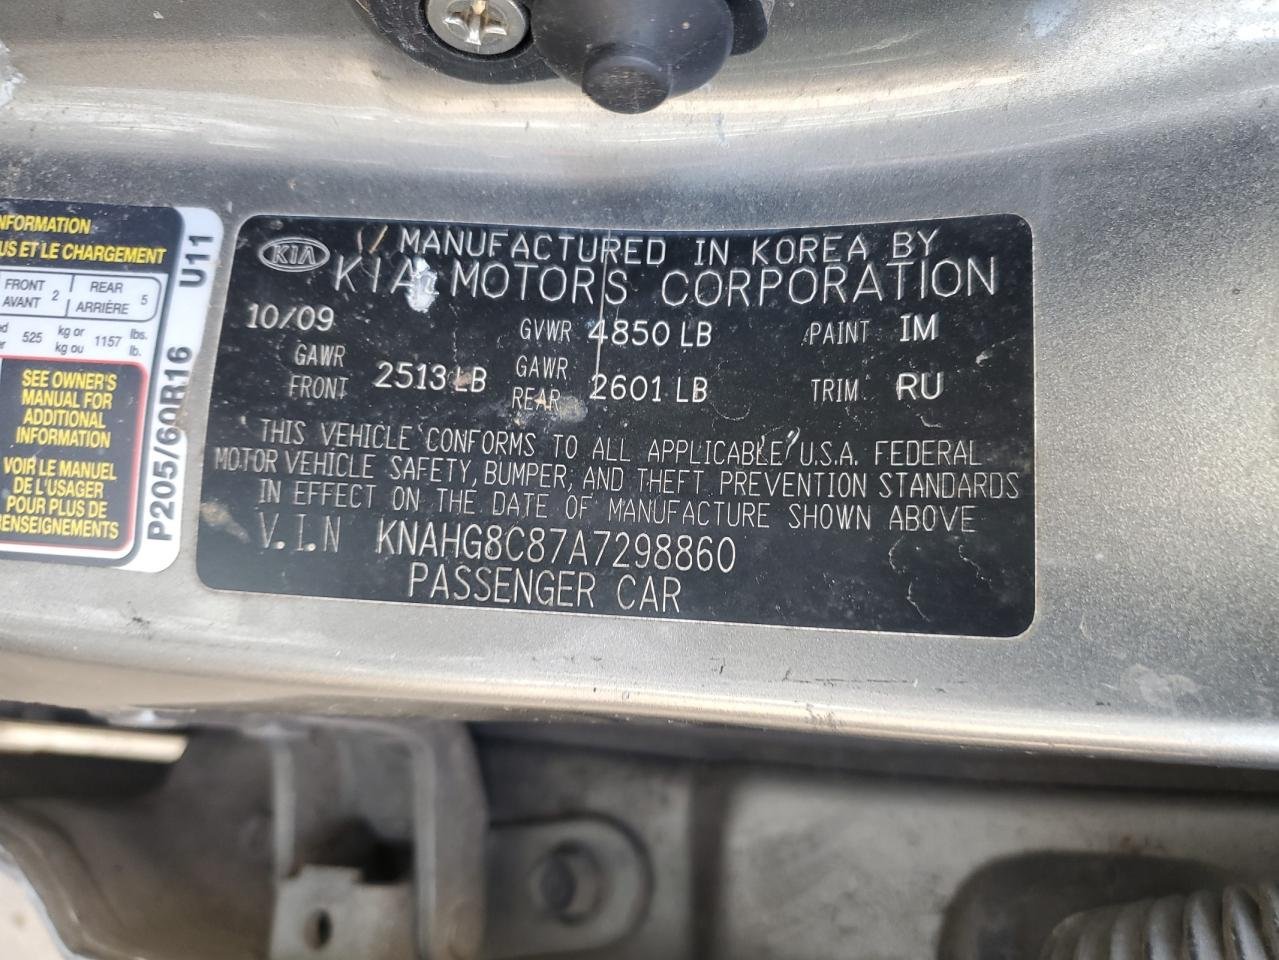 NFORMATION
US ET LE CHARGEMENT
FRONT 2 REAR 5
AVANT ARRIÈRE
525 kg or 1157 lbs.
kg ou lb.
SEE OWNER'S
MANUAL FOR
ADDITIONAL
INFORMATION
VOIR LE MANUEL
DE L'USAGER
POUR PLUS DE
RENSEIGNEMENTS
P205/60R16 U11
KIA
MANUFACTURED IN KOREA BY
KIA MOTORS CORPORATION
10/09 GVWR 4850 LB PAINT IM
GAWR FRONT 2513 LB GAWR REAR 2601 LB TRIM RU
THIS VEHICLE CONFORMS TO ALL APPLICABLE U.S.A. FEDERAL
MOTOR VEHICLE SAFETY, BUMPER, AND THEFT PREVENTION STANDARDS
IN EFFECT ON THE DATE OF MANUFACTURE SHOWN ABOVE
V.I.N KNAHG8C87A7298860
PASSENGER CAR